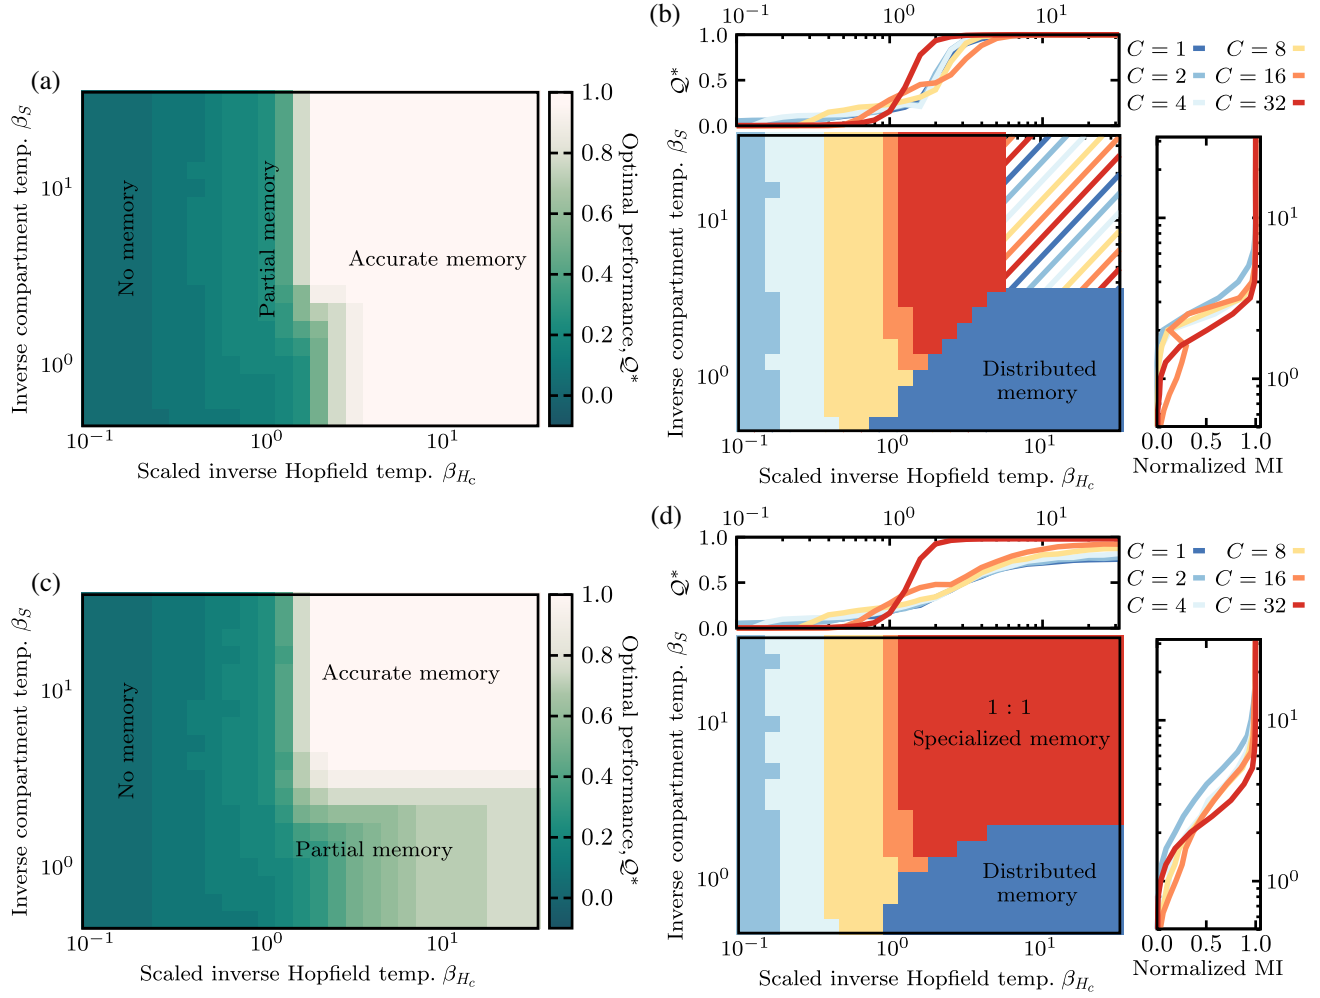 (a)
Inverse compartment temp. β_S
10^1
10^0
10^−1
10^0
10^1
Scaled inverse Hopfield temp. β_{H_c}
No memory
Partial memory
Accurate memory
1.0
0.8
0.6
0.4
0.2
0.0
Optimal performance, Q*
(b)
10^−1
10^0
10^1
Q*
1.0
0.5
0.0
C = 1
C = 8
C = 2
C = 16
C = 4
C = 32
Inverse compartment temp. β_S
10^1
10^0
Distributed
memory
10^−1
10^0
10^1
Scaled inverse Hopfield temp. β_{H_c}
10^1
10^0
0.0
0.5
1.0
Normalized MI
(c)
Inverse compartment temp. β_S
10^1
10^0
10^−1
10^0
10^1
Scaled inverse Hopfield temp. β_{H_c}
No memory
Accurate memory
Partial memory
1.0
0.8
0.6
0.4
0.2
0.0
Optimal performance, Q*
(d)
10^−1
10^0
10^1
Q*
1.0
0.5
0.0
C = 1
C = 8
C = 2
C = 16
C = 4
C = 32
Inverse compartment temp. β_S
10^1
10^0
1 : 1
Specialized memory
Distributed
memory
10^−1
10^0
10^1
Scaled inverse Hopfield temp. β_{H_c}
10^1
10^0
0.0
0.5
1.0
Normalized MI